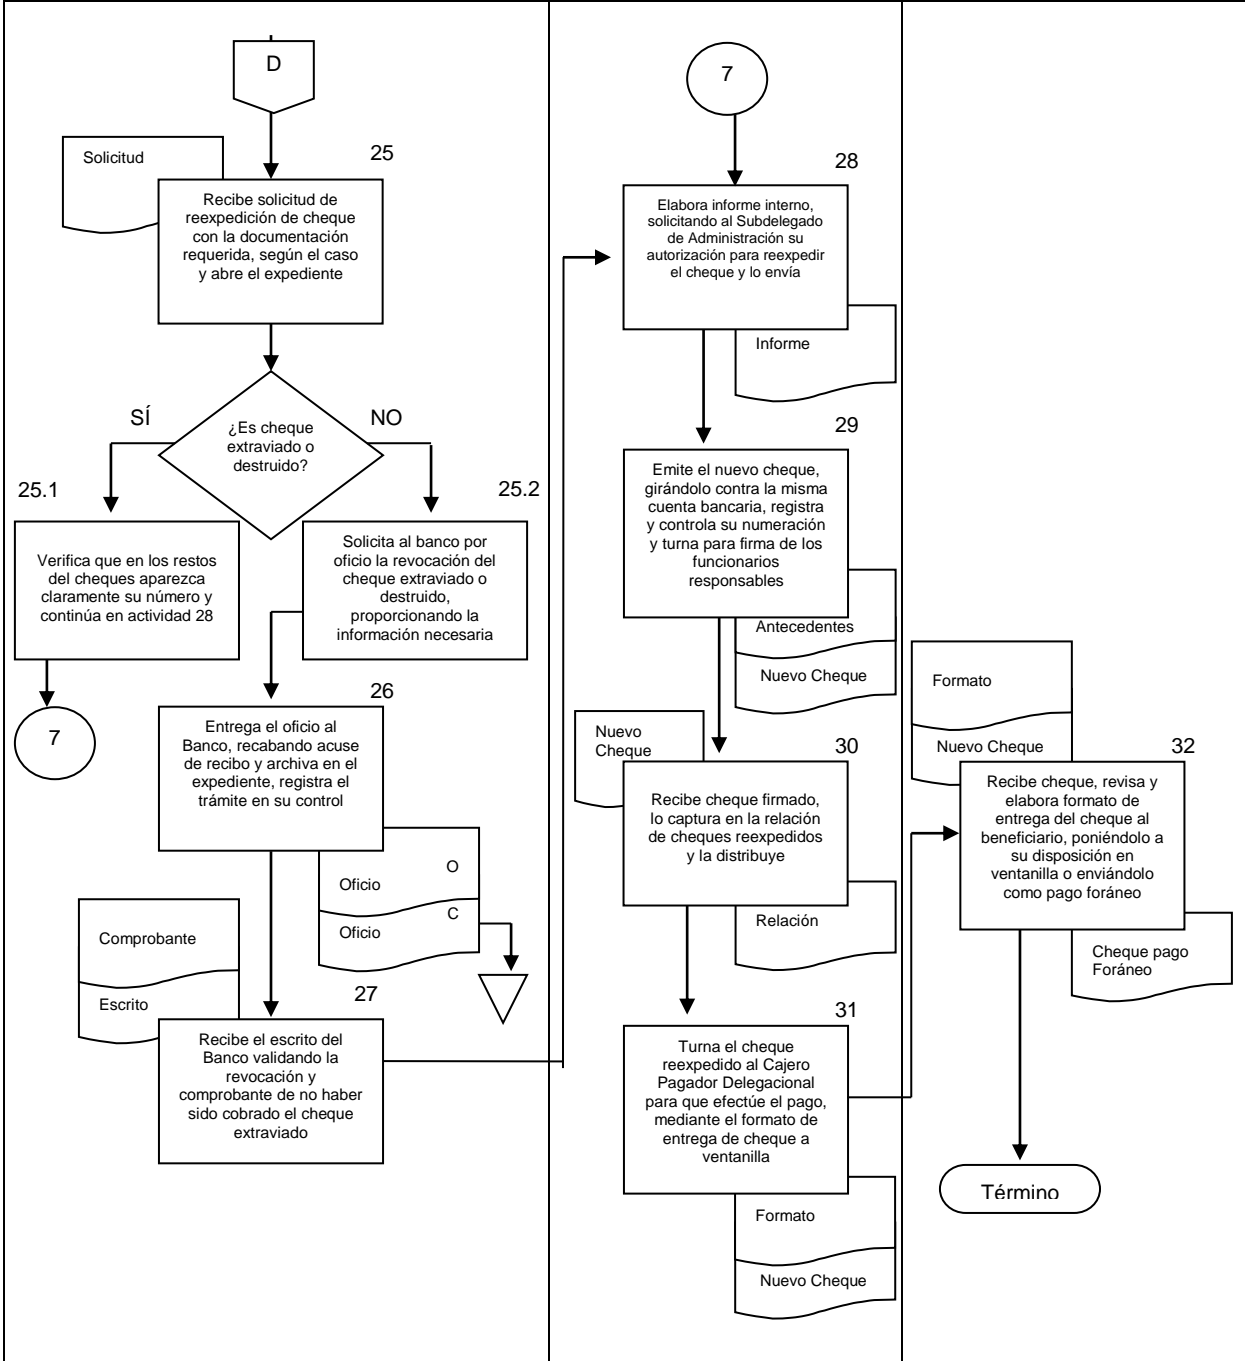 D
25
Solicitud
Recibe solicitud de
reexpedición de cheque
con la documentación
requerida, según el caso
y abre el expediente
SÍ
NO
¿Es cheque
extraviado o
destruido?
25.1
25.2
Verifica que en los restos
del cheques aparezca
claramente su número y
continúa en actividad 28
Solicita al banco por
oficio la revocación del
cheque extraviado o
destruido,
proporcionando la
información necesaria
7
26
Entrega el oficio al
Banco, recabando acuse
de recibo y archiva en el
expediente, registra el
trámite en su control
O
Oficio
C
Oficio
Comprobante
Escrito
27
Recibe el escrito del
Banco validando la
revocación y
comprobante de no haber
sido cobrado el cheque
extraviado
7
28
Elabora informe interno,
solicitando al Subdelegado
de Administración su
autorización para reexpedir
el cheque y lo envía
Informe
29
Emite el nuevo cheque,
girándolo contra la misma
cuenta bancaria, registra
y controla su numeración
y turna para firma de los
funcionarios
responsables
Antecedentes
Nuevo Cheque
Nuevo
Cheque
30
Recibe cheque firmado,
lo captura en la relación
de cheques reexpedidos
y la distribuye
Relación
31
Turna el cheque
reexpedido al Cajero
Pagador Delegacional
para que efectúe el pago,
mediante el formato de
entrega de cheque a
ventanilla
Formato
Nuevo Cheque
Formato
Nuevo Cheque
32
Recibe cheque, revisa y
elabora formato de
entrega del cheque al
beneficiario, poniéndolo a
su disposición en
ventanilla o enviándolo
como pago foráneo
Cheque pago
Foráneo
Término